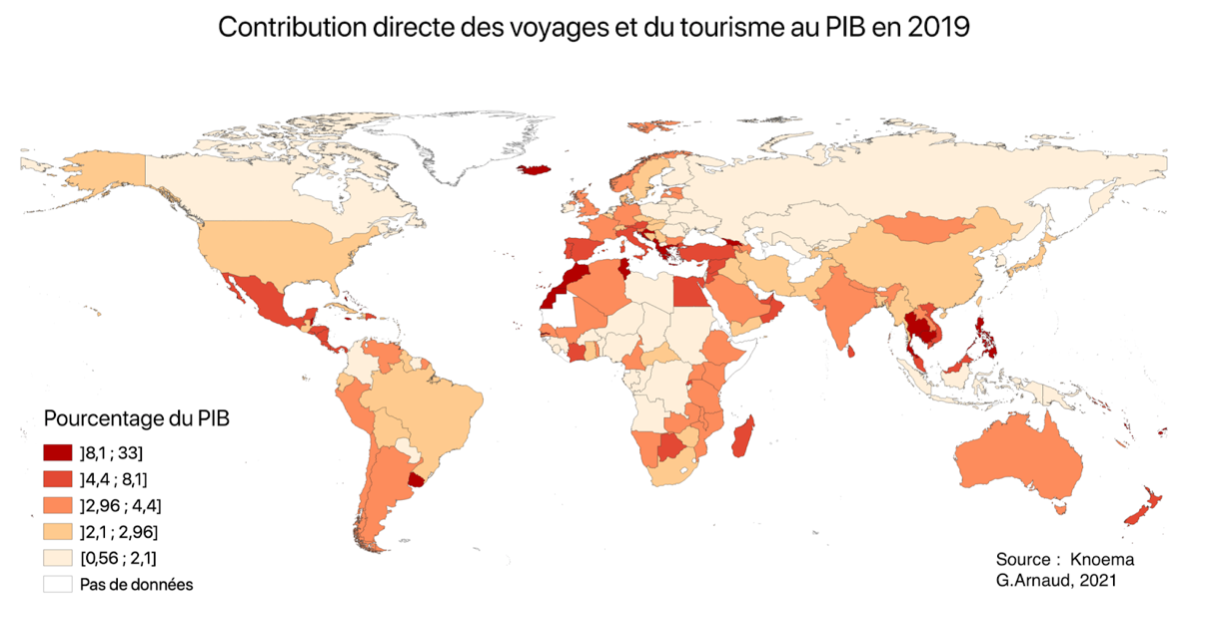 Contribution directe des voyages et du tourisme au PIB en 2019
Pourcentage du PIB
]8,1 ; 33]
]4,4 ; 8,1]
]2,96 ; 4,4]
]2,1 ; 2,96]
[0,56 ; 2,1]
Pas de données
Source : Knoema
G.Arnaud, 2021